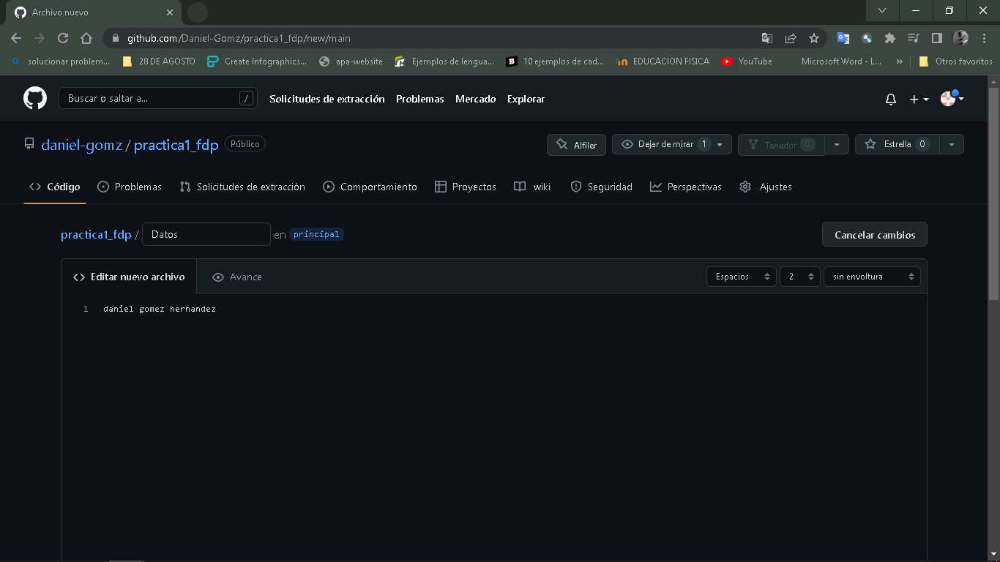 Archivo nuevo
github.com/Daniel-Gomz/practica1_fdp/new/main
solucionar problem... 28 DE AGOSTO Create Infographics... apa-website Ejemplos de lengua... 10 ejemplos de cad... EDUCACION FISICA YouTube Microsoft Word - L... » Otros favoritos
Buscar o saltar a... / Solicitudes de extracción Problemas Mercado Explorar
daniel-gomz / practica1_fdp Público Alfiler Dejar de mirar 1 Tenedor 0 Estrella 0
Código Problemas Solicitudes de extracción Comportamiento Proyectos wiki Seguridad Perspectivas Ajustes
practica1_fdp / Datos en principal Cancelar cambios
Editar nuevo archivo Avance Espacios 2 sin envoltura
1 daniel gomez hernandez